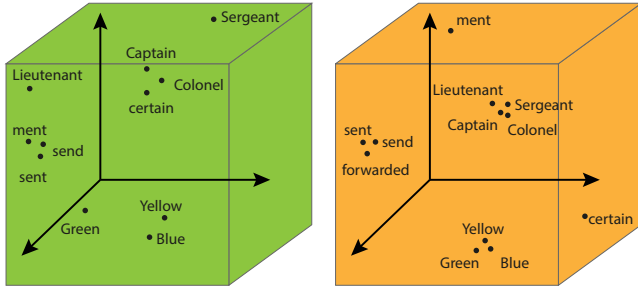 Sergeant
Captain
Lieutenant
Colonel
certain
ment
send
sent
Yellow
Green
Blue
ment
Lieutenant
Sergeant
Captain
Colonel
sent
send
forwarded
certain
Yellow
Green
Blue